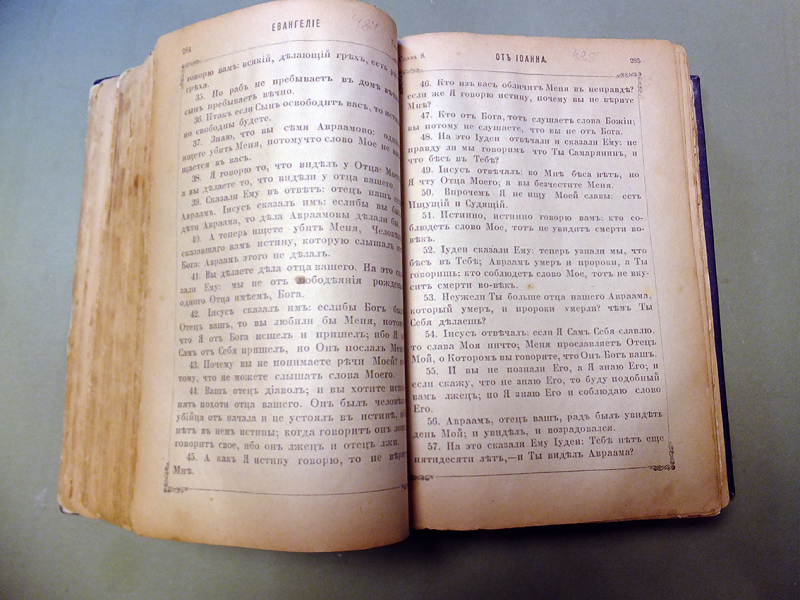 284
ЕВАНГЕЛІЕ
говорю вамъ: всякій, дѣлающій грѣхъ, есть
грѣха.
35. Но рабъ не пребываетъ въ домѣ
сынъ пребываетъ вѣчно.
36. Итакъ если Сынъ освободитъ васъ, то
но свободны будете.
37. Знаю, что вы сѣмя Авраамово:
ищете убить Меня, потому что слово Мое не
щается въ васъ.
38. Я говорю то, что видѣлъ у Отца
а вы дѣлаете то, что видѣли у отца вашего.
39. Сказали Ему въ отвѣтъ: отецъ нашъ
Авраамъ. Іисусъ сказалъ имъ: еслибы вы
дѣти Авраама, то дѣла Авраамовы дѣлали
40. А теперь ищете убить Меня,
сказавшаго вамъ истину, которую слышалъ
Бога: Авраамъ этого не дѣлалъ.
41. Вы дѣлаете дѣла отца вашего. На это
зали Ему: мы не отъ любодѣянія
одного Отца имѣемъ, Бога.
42. Іисусъ сказалъ имъ: еслибы Богъ
Отецъ вашъ, то вы любили бы Меня,
что Я отъ Бога исшелъ и пришелъ; ибо Я
Самъ отъ Себя пришелъ, но Онъ послалъ
43. Почему вы не понимаете рѣчи Моей?
тому, что не можете слышать слова Моего.
44. Вашъ отецъ діаволъ; и вы хотите
нять похоти отца вашего. Онъ былъ
убійца отъ начала и не устоялъ въ истинѣ,
нѣтъ въ немъ истины; когда говоритъ онъ
говоритъ свое, ибо онъ лжецъ и отецъ лжи.
45. А какъ Я истину говорю, то не
Мнѣ.
Глава 8.
ОТЪ ІОАННА.
285
46. Кто изъ васъ обличитъ Меня въ неправдѣ?
если же Я говорю истину, почему вы не вѣрите
Мнѣ?
47. Кто отъ Бога, тотъ слушаетъ слова Божіи;
вы потому не слушаете, что вы не отъ Бога.
48. На это Іудеи отвѣчали и сказали Ему: не
правду ли мы говоримъ что Ты Самарянинъ, и
что бѣсъ въ Тебѣ?
49. Іисусъ отвѣчалъ: во Мнѣ бѣса нѣтъ, но
Я чту Отца Моего; а вы безчестите Меня.
50. Впрочемъ Я не ищу Моей славы: есть
Ищущій и Судящій.
51. Истинно, истинно говорю вамъ: кто со-
блюдетъ слово Мое, тотъ не увидитъ смерти во-
вѣкъ.
52. Іудеи сказали Ему: теперь узнали мы, что
бѣсъ въ Тебѣ; Авраамъ умеръ и пророки, а Ты
говоришь: кто соблюдетъ слово Мое, тотъ не вку-
ситъ смерти во-вѣкъ.
53. Неужели Ты больше отца нашего Авраама,
который умеръ, и пророки умерли? чѣмъ Ты
Себя дѣлаешь?
54. Іисусъ отвѣчалъ: если Я Самъ Себя славлю.
то слава Моя ничто; Меня прославляетъ Отецъ
Мой, о Которомъ вы говорите, что Онъ Богъ вашъ.
55. И вы не познали Его, а Я знаю Его; и
если скажу, что не знаю Его, то буду подобный
вамъ лжецъ; но Я знаю Его и соблюдаю слово
Его.
56. Авраамъ, отецъ вашъ, радъ былъ увидѣть
день Мой; и увидѣлъ, и возрадовался.
57. На это сказали Ему Іудеи: Тебѣ нѣтъ еще
пятидесяти лѣтъ,—и Ты видѣлъ Авраама?